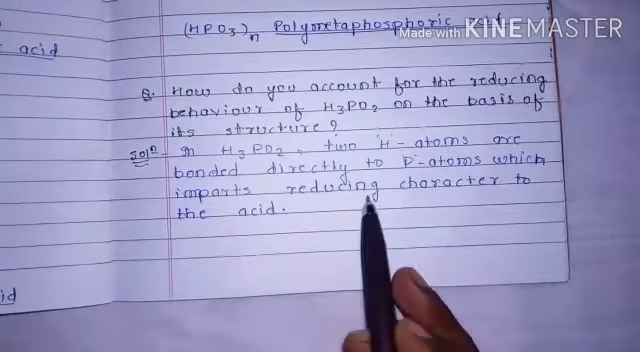 (HPO3)n Polymetaphosphoric acid
Made with KINEMASTER
acid
Q. How do you account for the reducing
behaviour of H3PO2 on the basis of
its structure?
Soln In H3PO2, two H-atoms are
bonded directly to P-atoms which
imparts reducing character to
the acid.
id